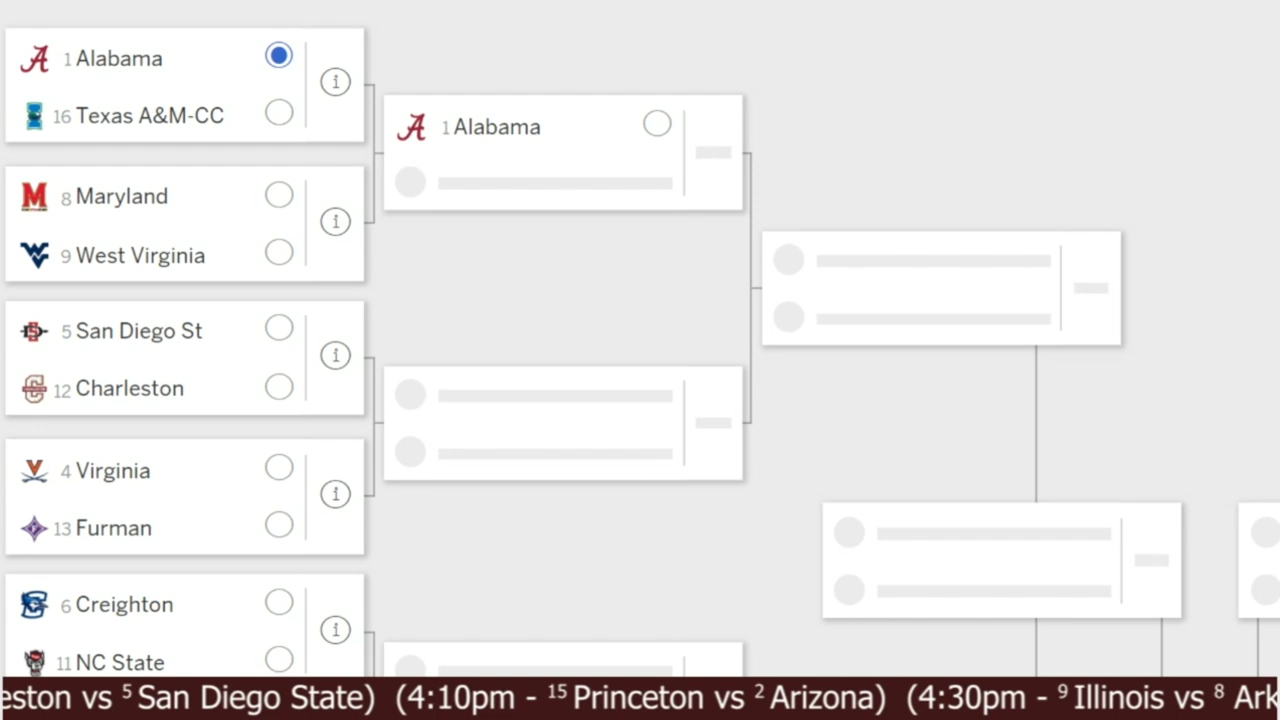 1 Alabama
16 Texas A&M-CC
8 Maryland
9 West Virginia
5 San Diego St
12 Charleston
4 Virginia
13 Furman
6 Creighton
11 NC State
1 Alabama
eston vs 5 San Diego State) (4:10pm - 15 Princeton vs 2 Arizona) (4:30pm - 9 Illinois vs 8 Ark